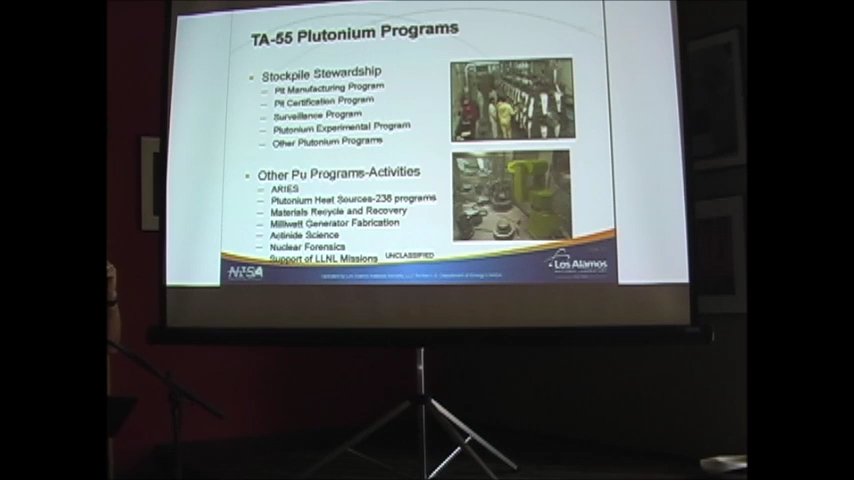 TA-55 Plutonium Programs
Stockpile Stewardship
– Pit Manufacturing Program
– Pit Certification Program
– Surveillance Program
– Plutonium Experimental Program
– Other Plutonium Programs
Other Pu Programs-Activities
– ARIES
– Plutonium Heat Sources-238 programs
– Materials Recycle and Recovery
– Milliwatt Generator Fabrication
– Actinide Science
– Nuclear Forensics
– Support of LLNL Missions
UNCLASSIFIED
NNSA
Los Alamos